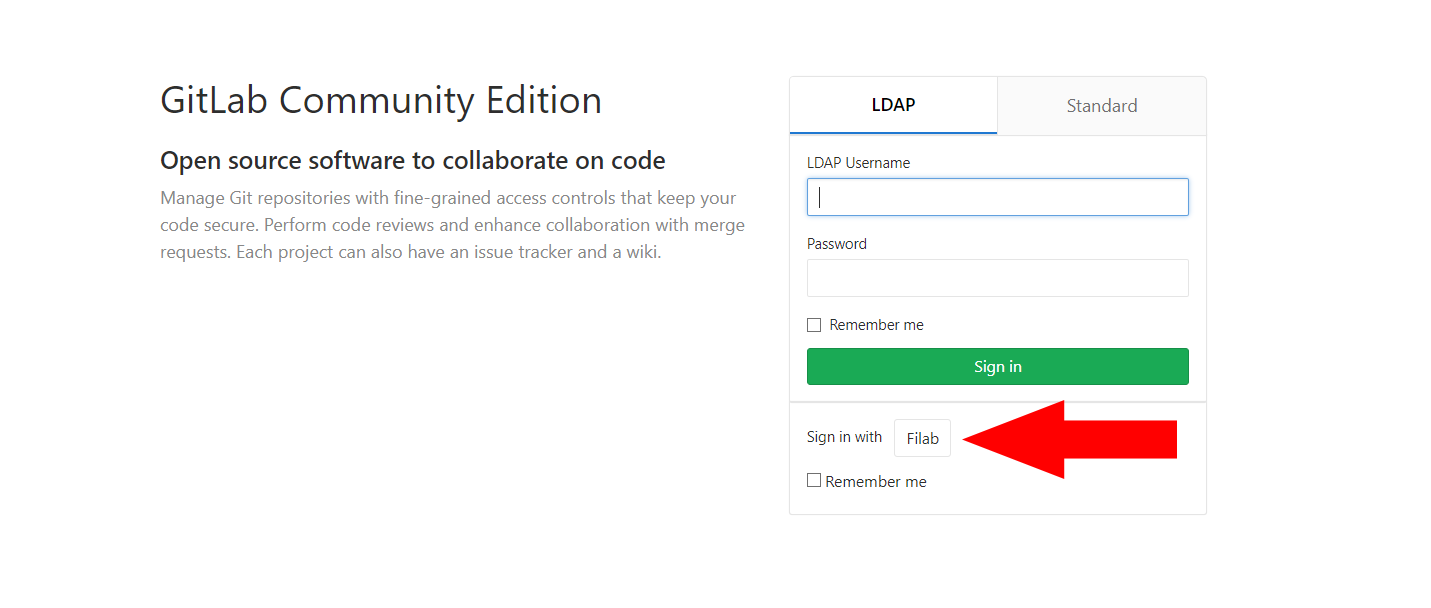 GitLab Community Edition
Open source software to collaborate on code
Manage Git repositories with fine-grained access controls that keep your
code secure. Perform code reviews and enhance collaboration with merge
requests. Each project can also have an issue tracker and a wiki.
LDAP
Standard
LDAP Username
Password
Remember me
Sign in
Sign in with Filab
Remember me